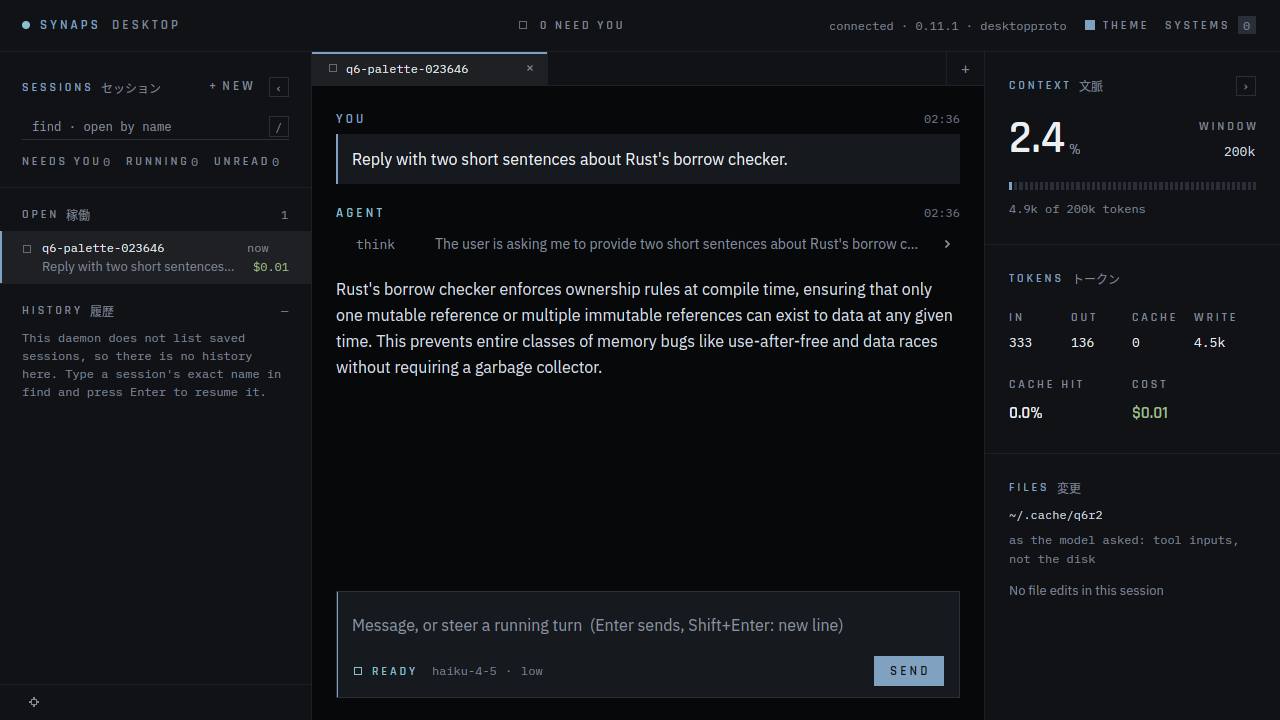 SYNAPS DESKTOP
0 NEED YOU
connected · 0.11.1 · desktopproto
THEME
SYSTEMS 0
SESSIONS セッション
+ NEW
‹
find · open by name
/
NEEDS YOU 0 RUNNING 0 UNREAD 0
OPEN 稼働 1
q6-palette-023646 now
Reply with two short sentences... $0.01
HISTORY 履歴 —
This daemon does not list saved
sessions, so there is no history
here. Type a session's exact name in
find and press Enter to resume it.
q6-palette-023646 ×
+
YOU 02:36
Reply with two short sentences about Rust's borrow checker.
AGENT 02:36
think The user is asking me to provide two short sentences about Rust's borrow c... ›
Rust's borrow checker enforces ownership rules at compile time, ensuring that only
one mutable reference or multiple immutable references can exist to data at any given
time. This prevents entire classes of memory bugs like use-after-free and data races
without requiring a garbage collector.
Message, or steer a running turn (Enter sends, Shift+Enter: new line)
READY haiku-4-5 · low
SEND
CONTEXT 文脈 ›
2.4%
WINDOW
200k
4.9k of 200k tokens
TOKENS トークン
IN OUT CACHE WRITE
333 136 0 4.5k
CACHE HIT COST
0.0% $0.01
FILES 変更
~/.cache/q6r2
as the model asked: tool inputs,
not the disk
No file edits in this session